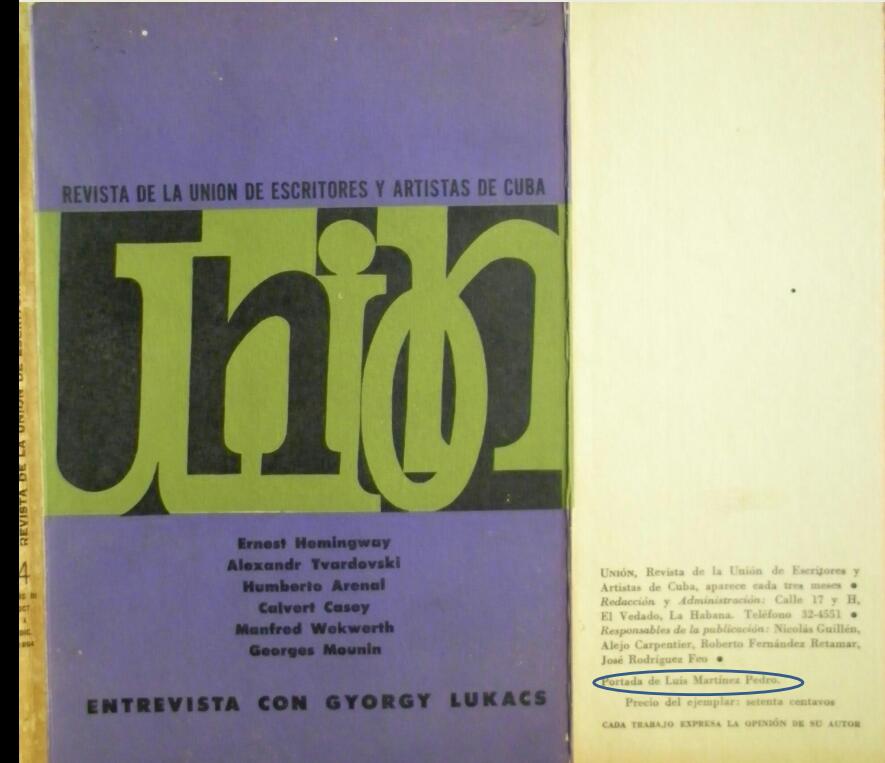 REVISTA DE LA UNION DE ESCRITORES Y ARTISTAS DE CUBA
Union
Ernest Hemingway
Alexandr Tvardovski
Humberto Arenal
Calvert Casey
Manfred Wekwerth
Georges Mounin
ENTREVISTA CON GYORGY LUKACS
REVISTA DE LA UNION DE
4
UNIÓN, Revista de la Unión de Escritores y
Artistas de Cuba, aparece cada tres meses ●
Redacción y Administración: Calle 17 y H,
El Vedado, La Habana. Teléfono 32-4551 ●
Responsables de la publicación: Nicolás Guillén,
Alejo Carpentier, Roberto Fernández Retamar,
José Rodríguez Feo ●
Portada de Luis Martínez Pedro.
Precio del ejemplar: setenta centavos
CADA TRABAJO EXPRESA LA OPINIÓN DE SU AUTOR